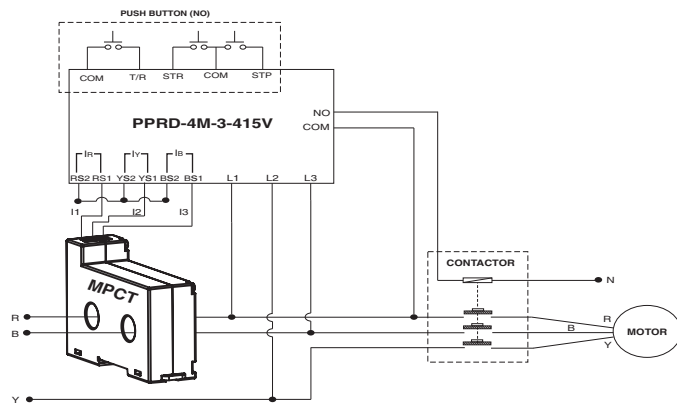 PUSH BUTTON (NO)
COM T/R STR COM STP
PPRD-4M-3-415V
NO
COM
IR IY IB
RS2 RS1 YS2 YS1 BS2 BS1 L1 L2 L3
I1 I2 I3
MPCT
CONTACTOR
N
R
B
R
B
Y
MOTOR
Y